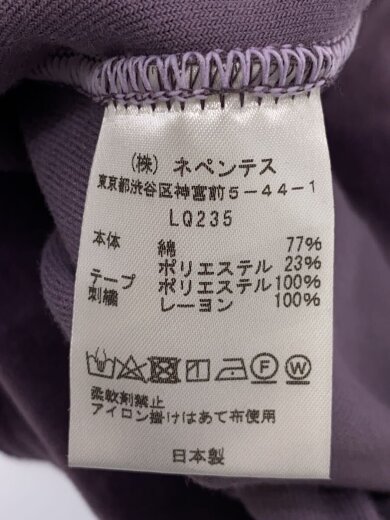 (株) ネペンテス
東京都渋谷区神宮前5-44-1
LQ235
本体 綿 77%
ポリエステル 23%
テープ ポリエステル 100%
刺繍 レーヨン 100%
F W
柔軟剤禁止
アイロン掛けはあて布使用
日本製